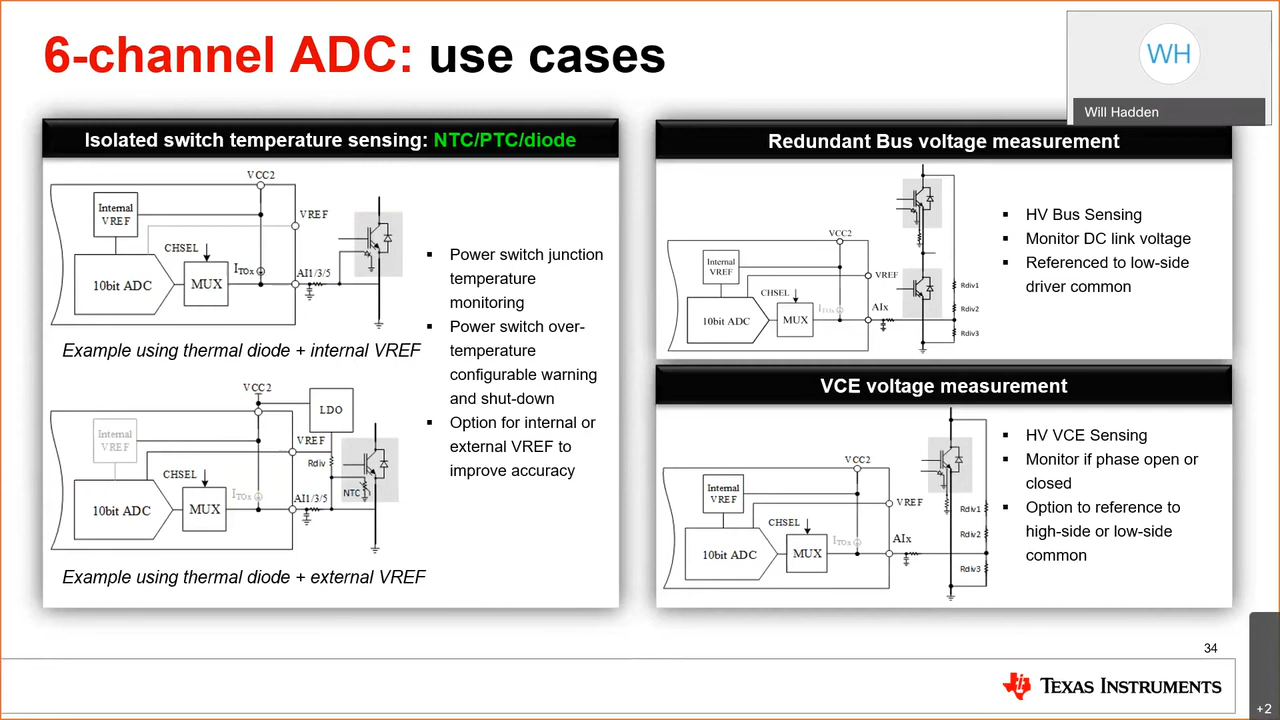 6-channel ADC: use cases
WH
Will Hadden
Isolated switch temperature sensing: NTC/PTC/diode
VCC2
Internal
VREF
VREF
CHSEL
10bit ADC
MUX
ITOx
AI1/3/5
Example using thermal diode + internal VREF
VCC2
LDO
Internal
VREF
VREF
Rdiv
CHSEL
NTC
10bit ADC
MUX
ITOx
AI1/3/5
Example using thermal diode + external VREF
▪ Power switch junction
temperature
monitoring
▪ Power switch over-
temperature
configurable warning
and shut-down
▪ Option for internal or
external VREF to
improve accuracy
Redundant Bus voltage measurement
VCC2
Internal
VREF
VREF
CHSEL
10bit ADC
MUX
ITOx
AIx
Rdiv1
Rdiv2
Rdiv3
▪ HV Bus Sensing
▪ Monitor DC link voltage
▪ Referenced to low-side
driver common
VCE voltage measurement
VCC2
Internal
VREF
VREF
CHSEL
10bit ADC
MUX
ITOx
AIx
Rdiv1
Rdiv2
Rdiv3
▪ HV VCE Sensing
▪ Monitor if phase open or
closed
▪ Option to reference to
high-side or low-side
common
34
TEXAS INSTRUMENTS
+2